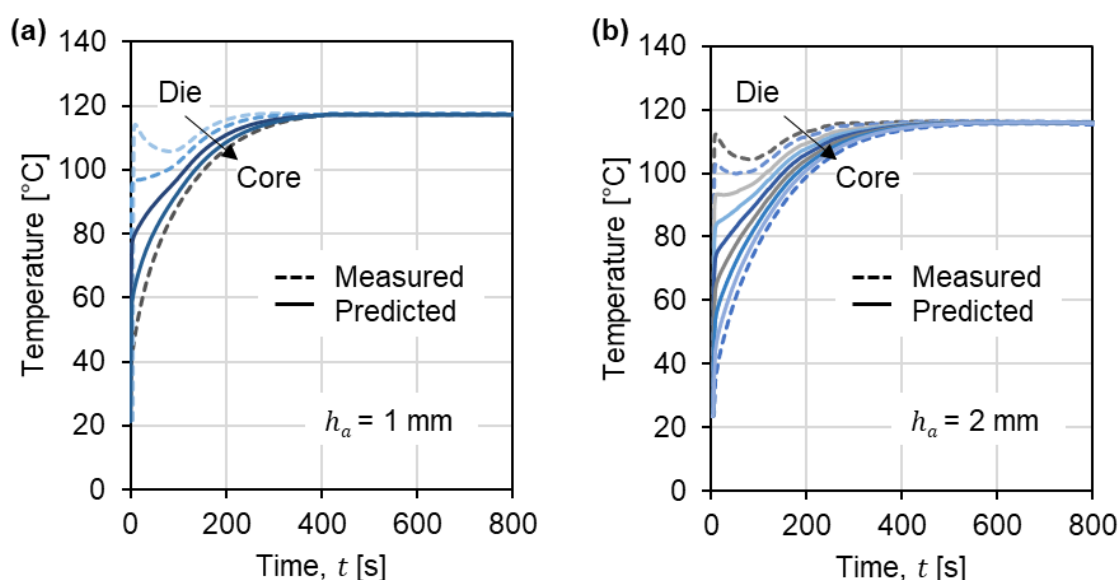 (a)
Temperature [°C]
140
120
100
80
60
40
20
0
Die
Core
Measured
Predicted
hₐ = 1 mm
0 200 400 600 800
Time, t [s]
(b)
Temperature [°C]
140
120
100
80
60
40
20
0
Die
Core
Measured
Predicted
hₐ = 2 mm
0 200 400 600 800
Time, t [s]